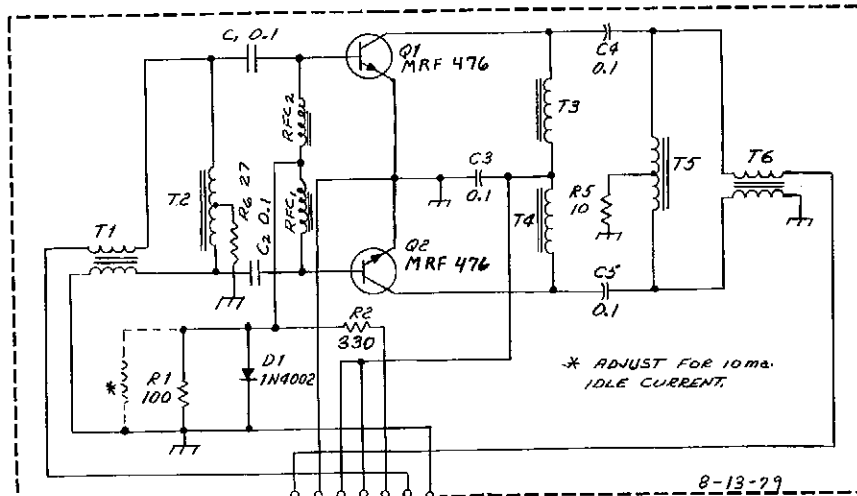 C1 0.1
Q1
MRF 476
C4
0.1
RFC2
T3
T2
R6 27
C3
0.1
T5
T6
R5
10
T1
C2 0.1
RFC1
T4
Q2
MRF 476
C5
0.1
R2
330
*
R1
100
D1
1N4002
* ADJUST FOR 10ma.
IDLE CURRENT.
8-13-79